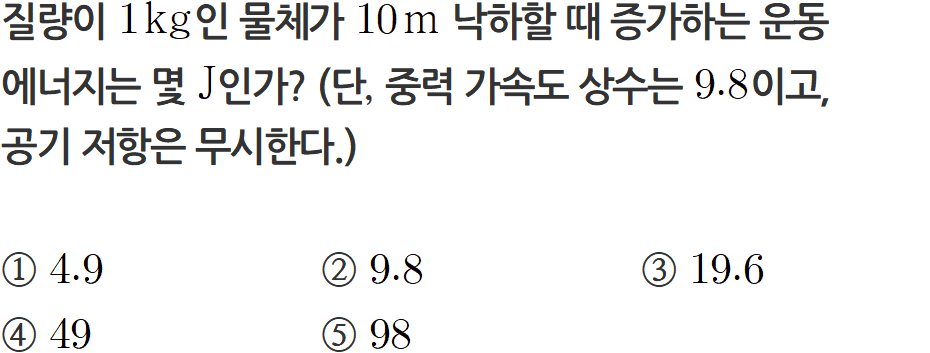 질량이 1kg인 물체가 10m 낙하할 때 증가하는 운동
에너지는 몇 J인가? (단, 중력 가속도 상수는 9.8이고,
공기 저항은 무시한다.)
① 4.9 ② 9.8 ③ 19.6
④ 49 ⑤ 98